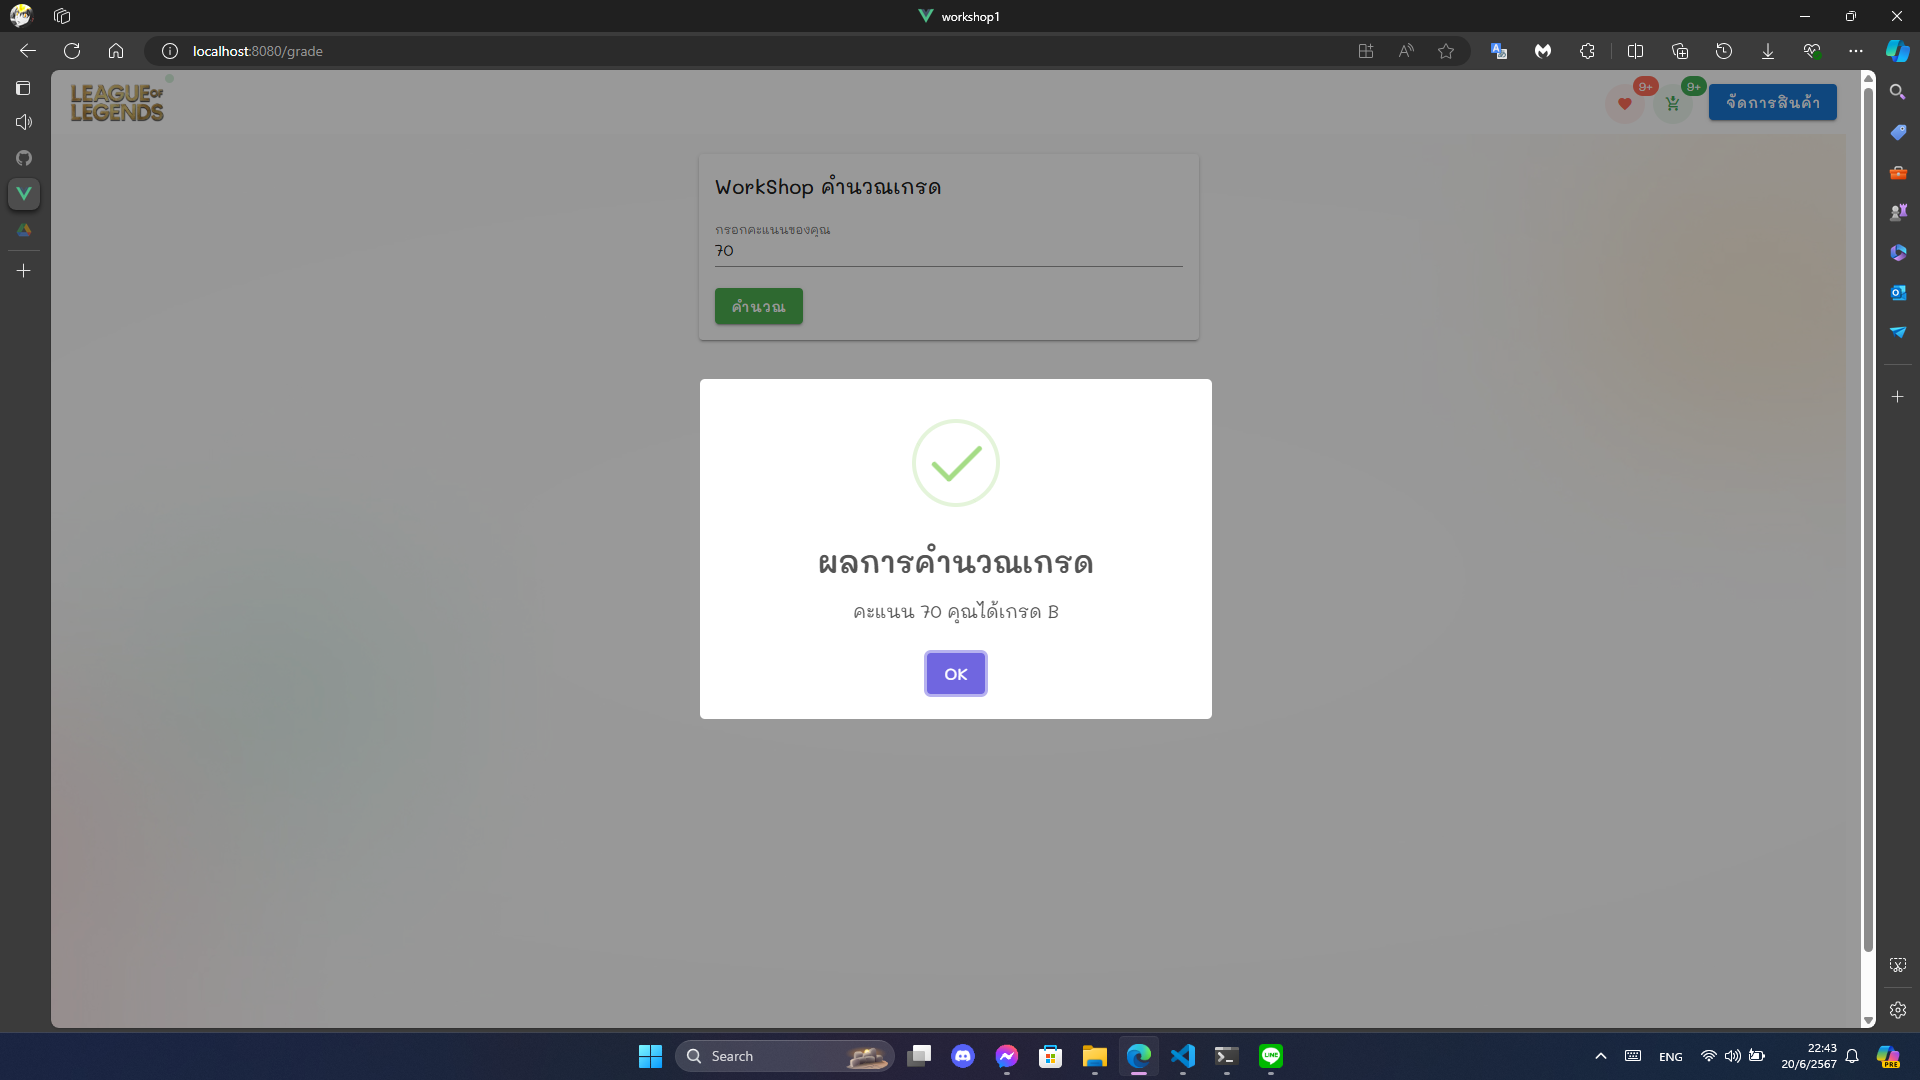 workshop1
localhost:8080/grade
LEAGUE OF
LEGENDS
9+
9+
จัดการสินค้า
WorkShop คำนวณเกรด
กรอกคะแนนของคุณ
70
คำนวณ
ผลการคำนวณเกรด
คะแนน 70 คุณได้เกรด B
OK
Search
ENG
22:43
20/6/2567
PRE
LINE